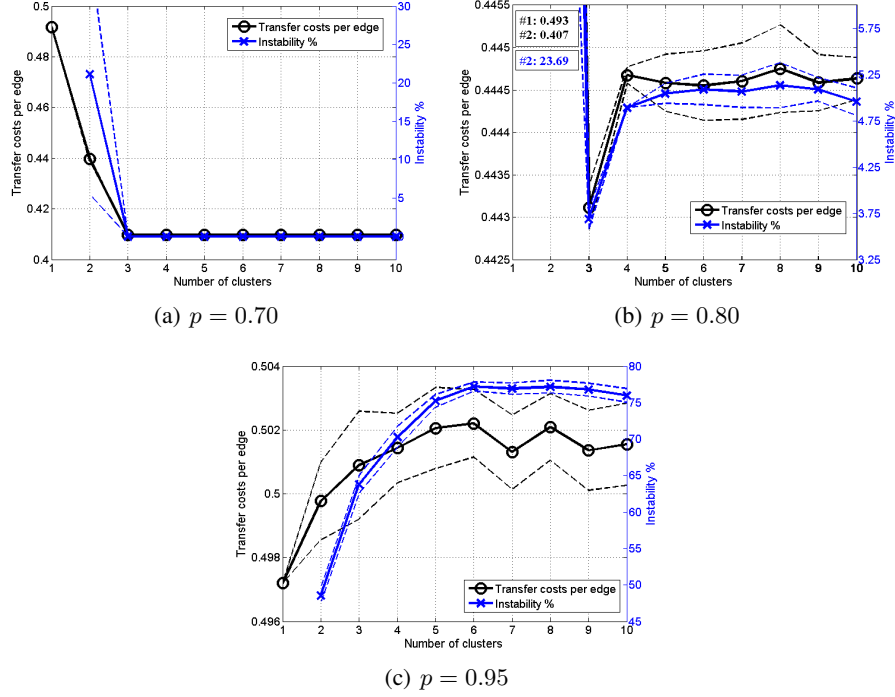 0.5
0.48
0.46
0.44
0.42
0.4
Transfer costs per edge
1 2 3 4 5 6 7 8 9 10
Number of clusters
30
25
20
15
10
5
Instability %
Transfer costs per edge
Instability %
(a) p = 0.70
0.4455
0.445
0.4445
0.444
0.4435
0.443
0.4425
Transfer costs per edge
#1: 0.493
#2: 0.407
#2: 23.69
1 2 3 4 5 6 7 8 9 10
Number of clusters
6.25
5.75
5.25
4.75
4.25
3.75
3.25
Instability %
Transfer costs per edge
Instability %
(b) p = 0.80
0.504
0.502
0.5
0.498
0.496
Transfer costs per edge
1 2 3 4 5 6 7 8 9 10
Number of clusters
80
75
70
65
60
55
50
45
Instability %
Transfer costs per edge
Instability %
(c) p = 0.95